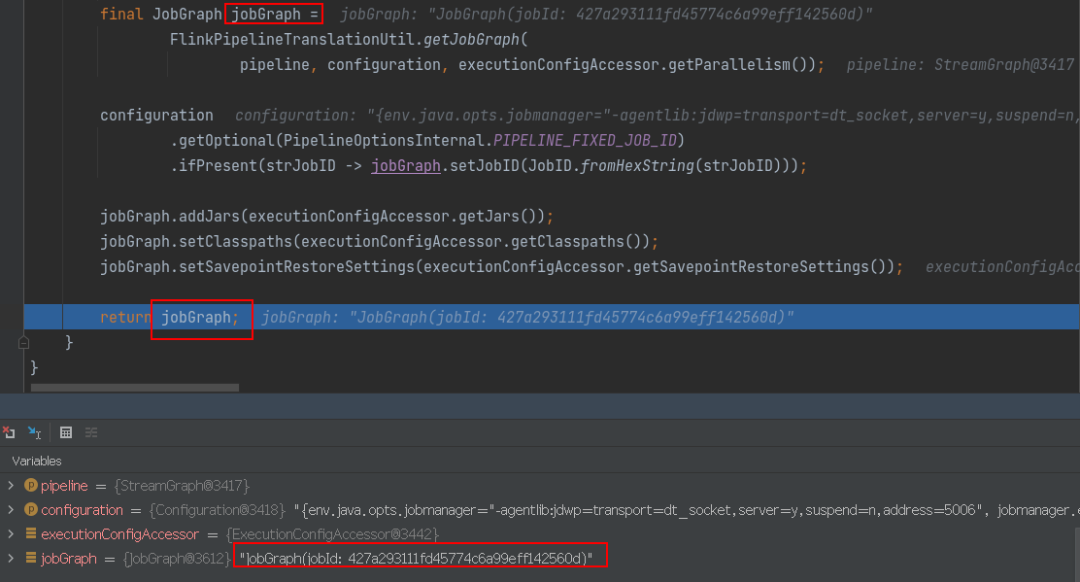 final JobGraph jobGraph = jobGraph: "JobGraph(jobId: 427a293111fd45774c6a99eff142560d)"
FlinkPipelineTranslationUtil.getJobGraph(
pipeline, configuration, executionConfigAccessor.getParallelism()); pipeline: StreamGraph@3417
configuration configuration: "{env.java.opts.jobmanager="-agentlib:jdwp=transport=dt_socket,server=y,suspend=n,
.getOptional(PipelineOptionsInternal.PIPELINE_FIXED_JOB_ID)
.ifPresent(strJobID -> jobGraph.setJobID(JobID.fromHexString(strJobID)));
jobGraph.addJars(executionConfigAccessor.getJars());
jobGraph.setClasspaths(executionConfigAccessor.getClasspaths());
jobGraph.setSavepointRestoreSettings(executionConfigAccessor.getSavepointRestoreSettings()); executionConfigAcc
return jobGraph; jobGraph: "JobGraph(jobId: 427a293111fd45774c6a99eff142560d)"
}
}
Variables
pipeline = {StreamGraph@3417}
configuration = {Configuration@3418} "{env.java.opts.jobmanager="-agentlib:jdwp=transport=dt_socket,server=y,suspend=n,address=5006", jobmanager.e
executionConfigAccessor = {ExecutionConfigAccessor@3442}
jobGraph = {JobGraph@3612} "JobGraph(jobId: 427a293111fd45774c6a99eff142560d)"